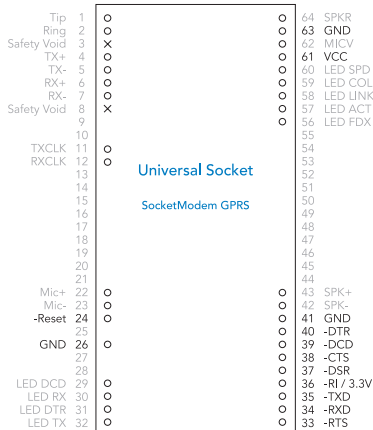 Tip 1 64 SPKR
Ring 2 63 GND
Safety Void 3 62 MICV
TX+ 4 61 VCC
TX- 5 60 LED SPD
RX+ 6 59 LED COL
RX- 7 58 LED LINK
Safety Void 8 57 LED ACT
9 56 LED FDX
10 55
TXCLK 11 54
RXCLK 12 53
13 Universal Socket 52
14 51
15 SocketModem GPRS 50
16 49
17 48
18 47
19 46
20 45
21 44
Mic+ 22 43 SPK+
Mic- 23 42 SPK-
-Reset 24 41 GND
25 40 -DTR
GND 26 39 -DCD
27 38 -CTS
28 37 -DSR
LED DCD 29 36 -RI / 3.3V
LED RX 30 35 -TXD
LED DTR 31 34 -RXD
LED TX 32 33 -RTS